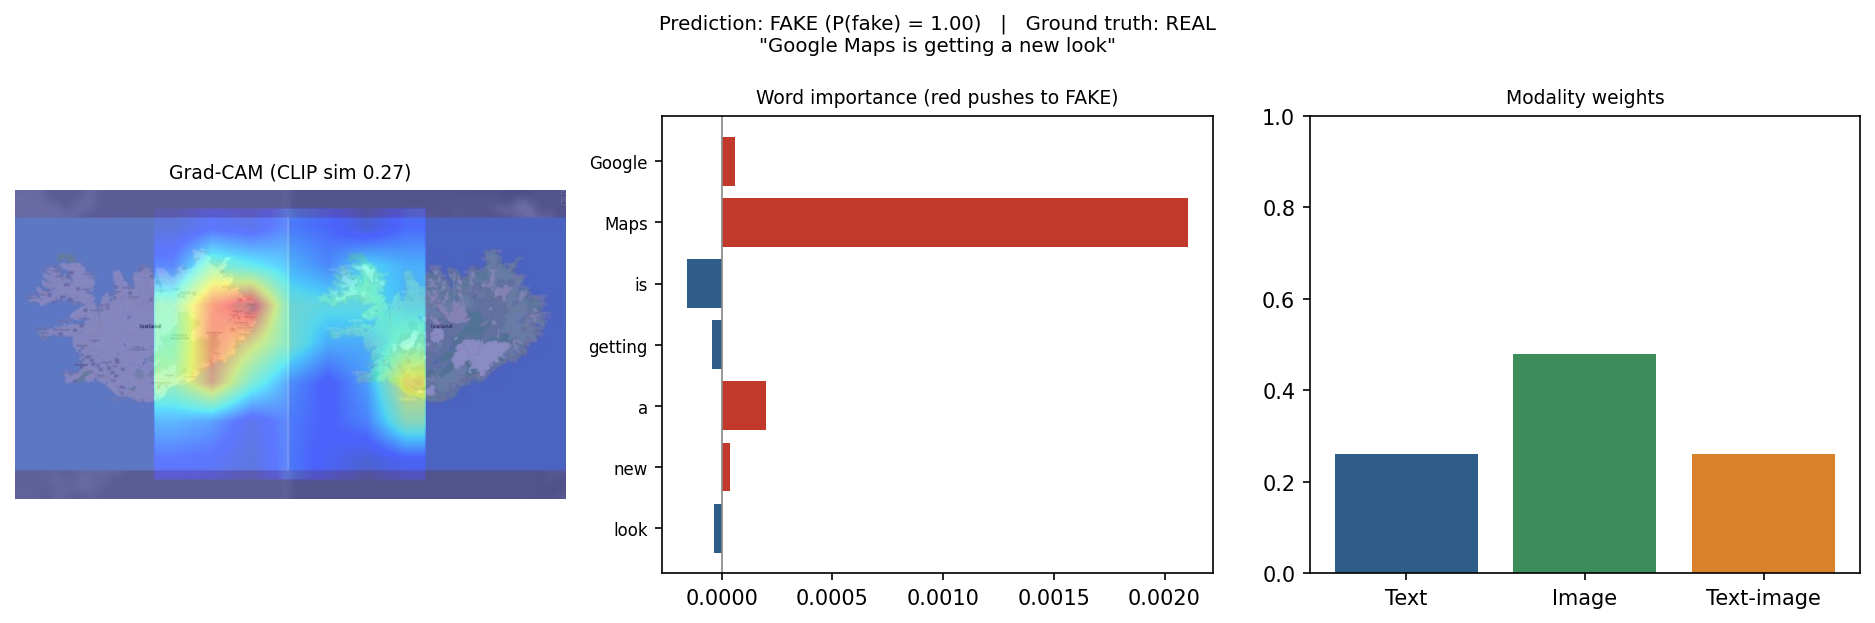 Prediction: FAKE (P(fake) = 1.00)   |   Ground truth: REAL
"Google Maps is getting a new look"
Grad-CAM (CLIP sim 0.27)
Iceland
Iceland
Word importance (red pushes to FAKE)
Google
Maps
is
getting
a
new
look
0.0000 0.0005 0.0010 0.0015 0.0020
Modality weights
1.0
0.8
0.6
0.4
0.2
0.0
Text Image Text-image